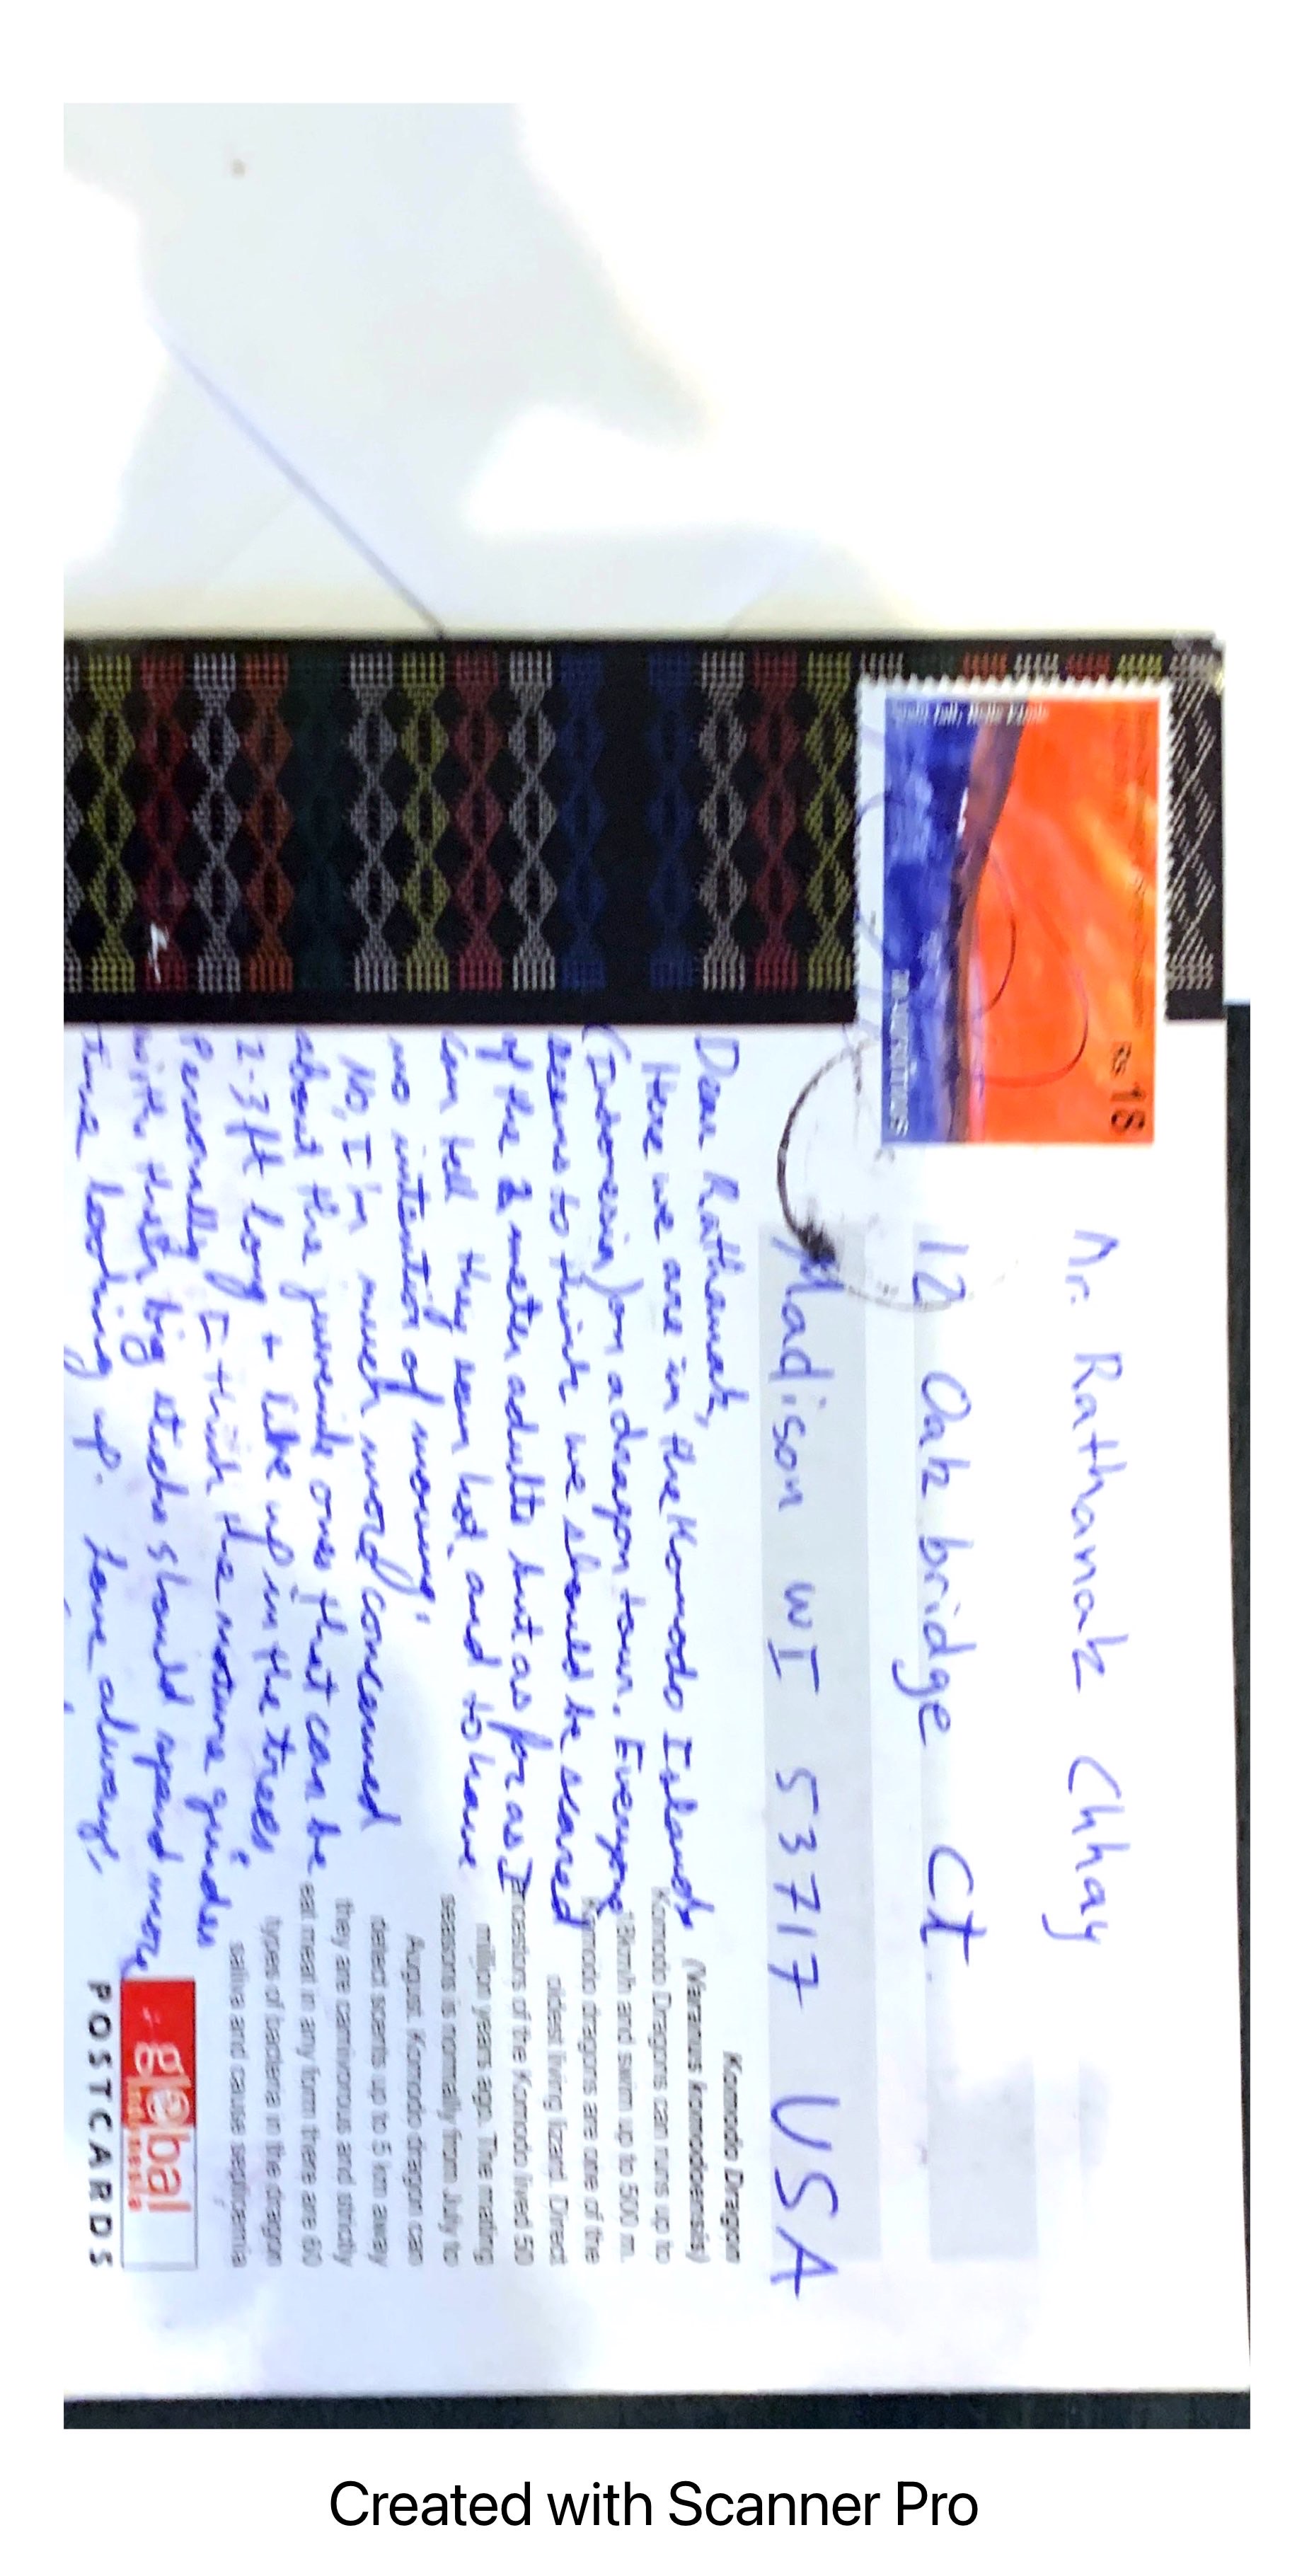 Mr. Rathanak Chhay
12 Oak bridge Ct.
Madison WI 53717 USA
Rs 18
MAURITIUS
Dear Rathanak,
Here we are in the Komodo Islands
(Indonesia) on a dragon tour. Everyone
seems to think we should be scared
of the 3 meter adults but as far as I
can tell they seem hot, and to have
no intention of moving.
No, I'm much more concerned
about the juvenile ones that can be
2-3 ft long + like up in the trees.
Personally I think the nature guides
with their big sticks should spend more
time looking up. Love always,
Komodo Dragon
(Varanus komodoensis)
Komodo Dragons can runs up to
18km/h and swim up to 500 m.
Komodo dragons are one of the
oldest living lizard. Direct
ancestors of the Komodo lived 50
million years ago. The mating
seasons is normally from July to
August. Komodo dragon can
detect scents up to 5 km away
they are carnivorous and strictly
eat meat in any form there are 60
types of bacteria in the dragon
saliva and cause septicemia
global
indonesia
POSTCARDS
Created with Scanner Pro